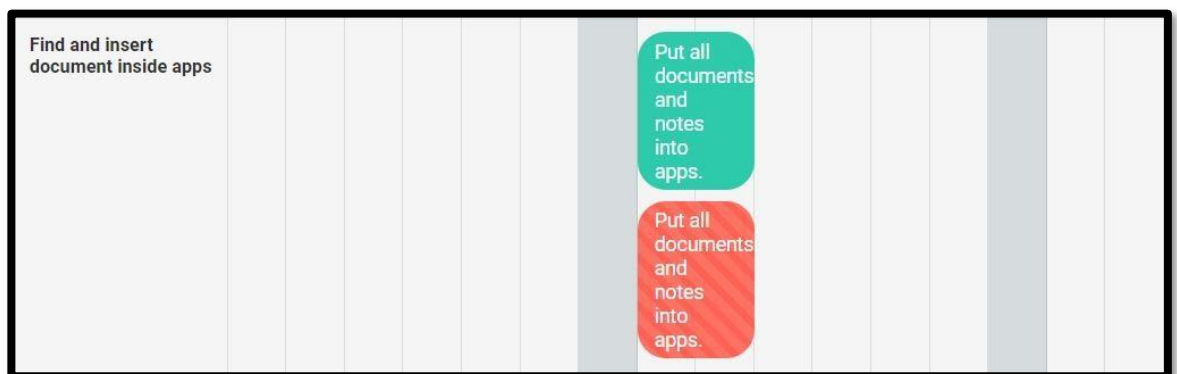 Find and insert
document inside apps
Put all
documents
and
notes
into
apps.
Put all
documents
and
notes
into
apps.